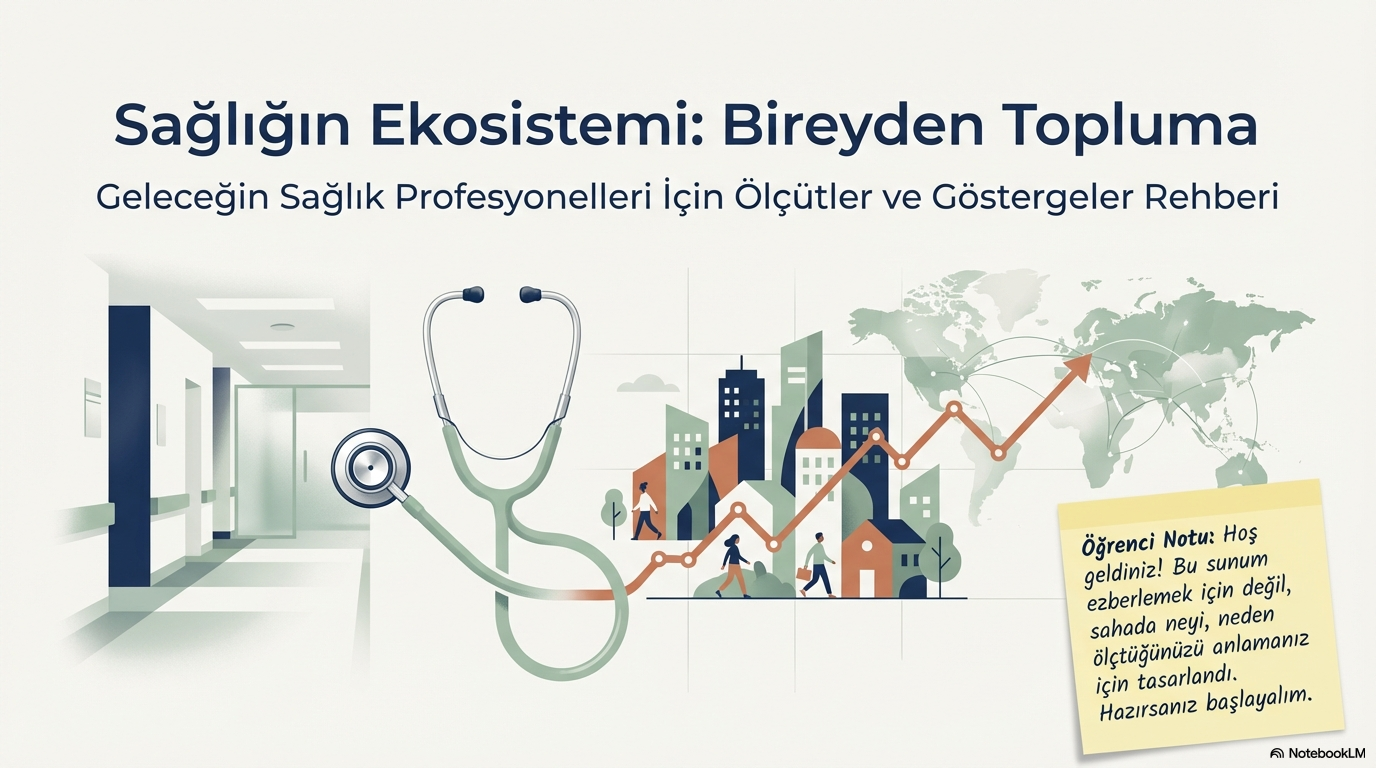 Sağlığın Ekosistemi: Bireyden Topluma
Geleceğin Sağlık Profesyonelleri İçin Ölçütler ve Göstergeler Rehberi
Öğrenci Notu: Hoş
geldiniz! Bu sunum
ezberlemek için değil,
sahada neyi, neden
ölçtüğünüzü anlamanız
için tasarlandı.
Hazırsanız başlayalım.
NotebookLM